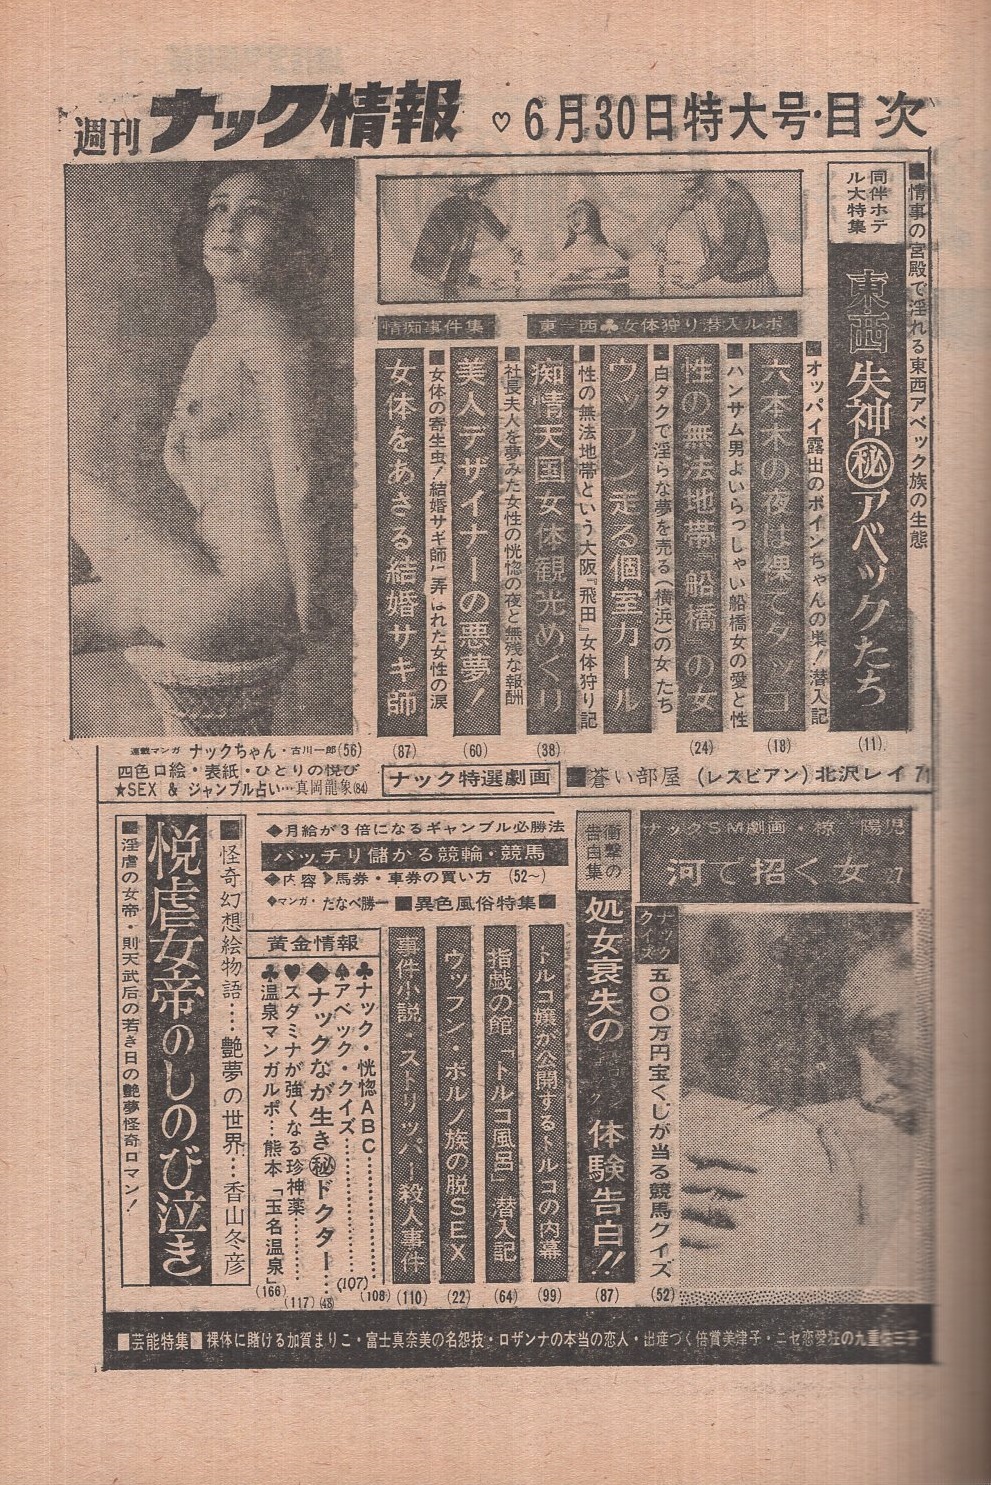 週刊 ナック情報 ♡6月30日特大号・目次
■情事の宮殿で淫れる東西アベック族の生態
同伴ホテル大特集
東西失神㊙アベックたち
(11)
東―西♣女体狩り潜入ルポ
■オッパイ露出のボインちゃんの巣!潜入記
六本木の夜は裸でタッコ
(18)
■ハンサム男よいらっしゃい船橋女の愛と性
性の無法地帯"船橋"の女
(24)
■白タクで淫らな夢を売る(横浜)の女たち
ウッフン走る個室ガール
■性の無法地帯という大阪『飛田』女体狩り記
痴情天国女体観光めぐり
(38)
情痴事件集
■社長夫人を夢みた女性の恍惚の夜と無残な報酬
美人デザイナーの悪夢!
(60)
■女体の寄生虫!結婚サギ師に弄ばれた女性の涙
女体をあさる結婚サギ師
(87)
連載マンガ ナックちゃん・古川一郎(56)
四色口絵・表紙・ひとりの悦び
★SEX & ジャンブル占い…真岡龍象(84)
ナック特選劇画 ■蒼い部屋(レスビアン)北沢レイ 71
ナックSM劇画・椋 陽児
河で招く女 27
ナッククイズ
五〇〇万円宝くじが当る競馬クイズ
(52)
衝撃の告白集
処女喪失の
体験告白!!
(87)
◆月給が3倍になるギャンブル必勝法
バッチリ儲かる競輪・競馬
◆内容◗馬券・車券の買い方(52~)
◆マンガ・だなべ勝一
■異色風俗特集■
トルコ嬢が公開するトルコの内幕
(99)
指戯の館「トルコ風呂」潜入記
(64)
ウッフン・ポルノ族の脱SEX
(22)
事件小説・ストリッパー殺人事件
(110)
黄金情報
♣ナック・恍惚ABC……
(108)
♠アベック・クイズ……
(107)
◆ナックなが生き㊙ドクター…
(48)
♥スタミナが強くなる珍神薬……
(117)
♣温泉マンガルポ…熊本「玉名温泉」
(166)
■怪奇幻想絵物語……艶夢の世界…香山冬彦
悦虐女帝のしのび泣き
■淫虐の女帝・則天武后の若き日の艶夢怪奇ロマン!
■芸能特集■裸体に賭ける加賀まりこ・富士真奈美の名怨技・ロザンナの本当の恋人・出産づく倍賞美津子・ニセ恋愛狂の九重佑三子